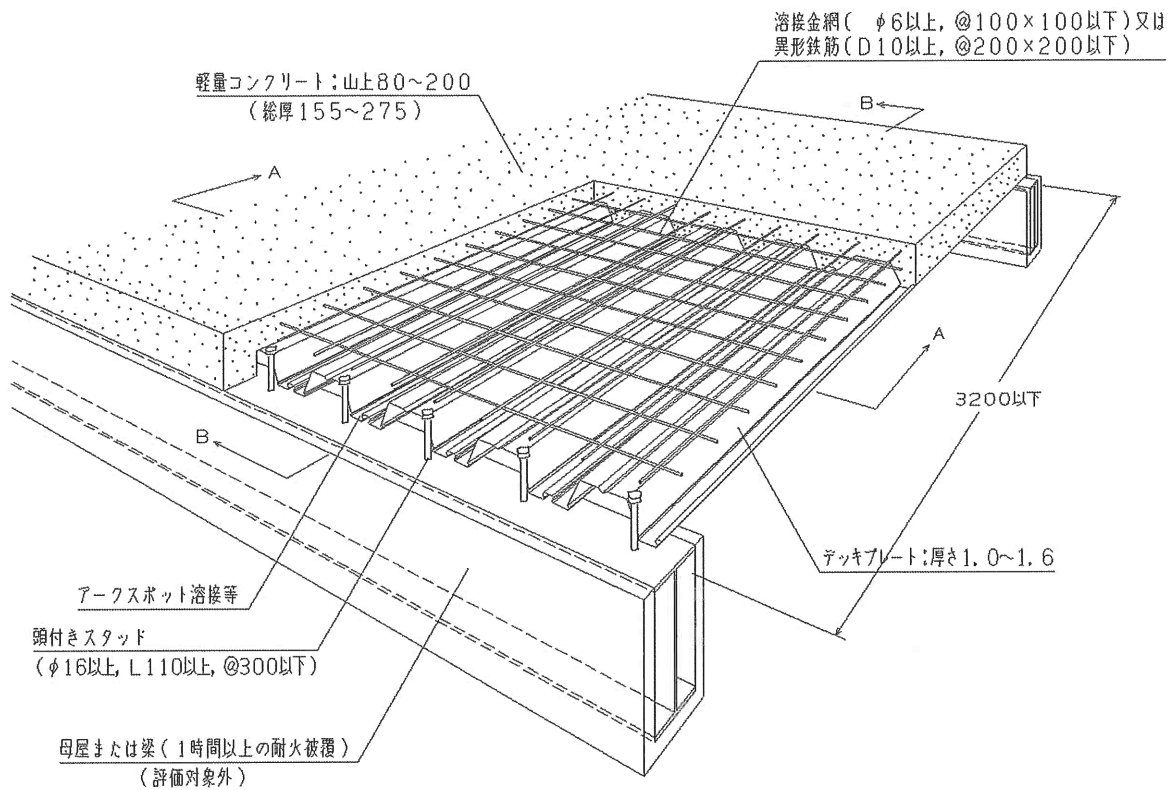 溶接金網( φ6以上, @100×100以下)又は
異形鉄筋(D10以上, @200×200以下)
軽量コンクリート:山上80~200
(総厚155~275)
B
A
A
3200以下
B
デッキプレート:厚さ1.0~1.6
アークスポット溶接等
頭付きスタッド
(φ16以上, L110以上, @300以下)
母屋または梁(1時間以上の耐火被覆)
(評価対象外)